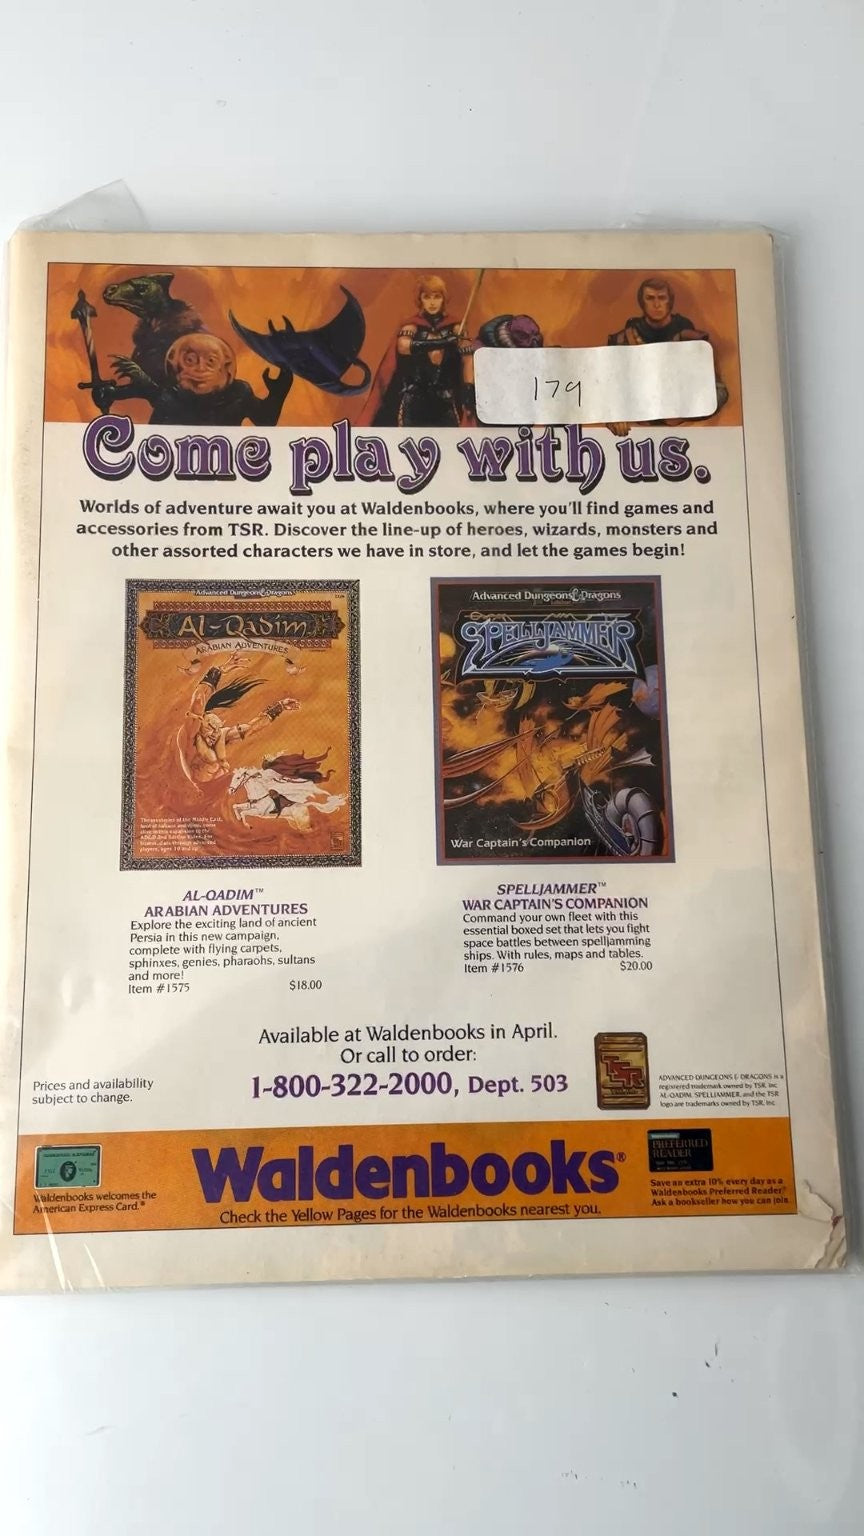 179
Come play with us.
Worlds of adventure await you at Waldenbooks, where you'll find games and
accessories from TSR. Discover the line-up of heroes, wizards, monsters and
other assorted characters we have in store, and let the games begin!
Advanced Dungeons & Dragons
AL-QADIM
ARABIAN ADVENTURES
Advanced Dungeons & Dragons
SPELLJAMMER
War Captain's Companion
AL-QADIM™
ARABIAN ADVENTURES
Explore the exciting land of ancient
Persia in this new campaign,
complete with flying carpets,
sphinxes, genies, pharaohs, sultans
and more!
Item #1575 $18.00
SPELLJAMMER™
WAR CAPTAIN'S COMPANION
Command your own fleet with this
essential boxed set that lets you fight
space battles between spelljamming
ships. With rules, maps and tables.
Item #1576 $20.00
Available at Waldenbooks in April.
Or call to order:
1-800-322-2000, Dept. 503
Prices and availability
subject to change.
TSR
ADVANCED DUNGEONS & DRAGONS is a
registered trademark owned by TSR, Inc.
AL-QADIM, SPELLJAMMER, and the TSR
logo are trademarks owned by TSR, Inc.
Waldenbooks welcomes the
American Express Card.®
Waldenbooks®
Check the Yellow Pages for the Waldenbooks nearest you.
PREFERRED
READER
Save an extra 10% every day as a
Waldenbooks Preferred Reader.®
Ask a bookseller how you can join.